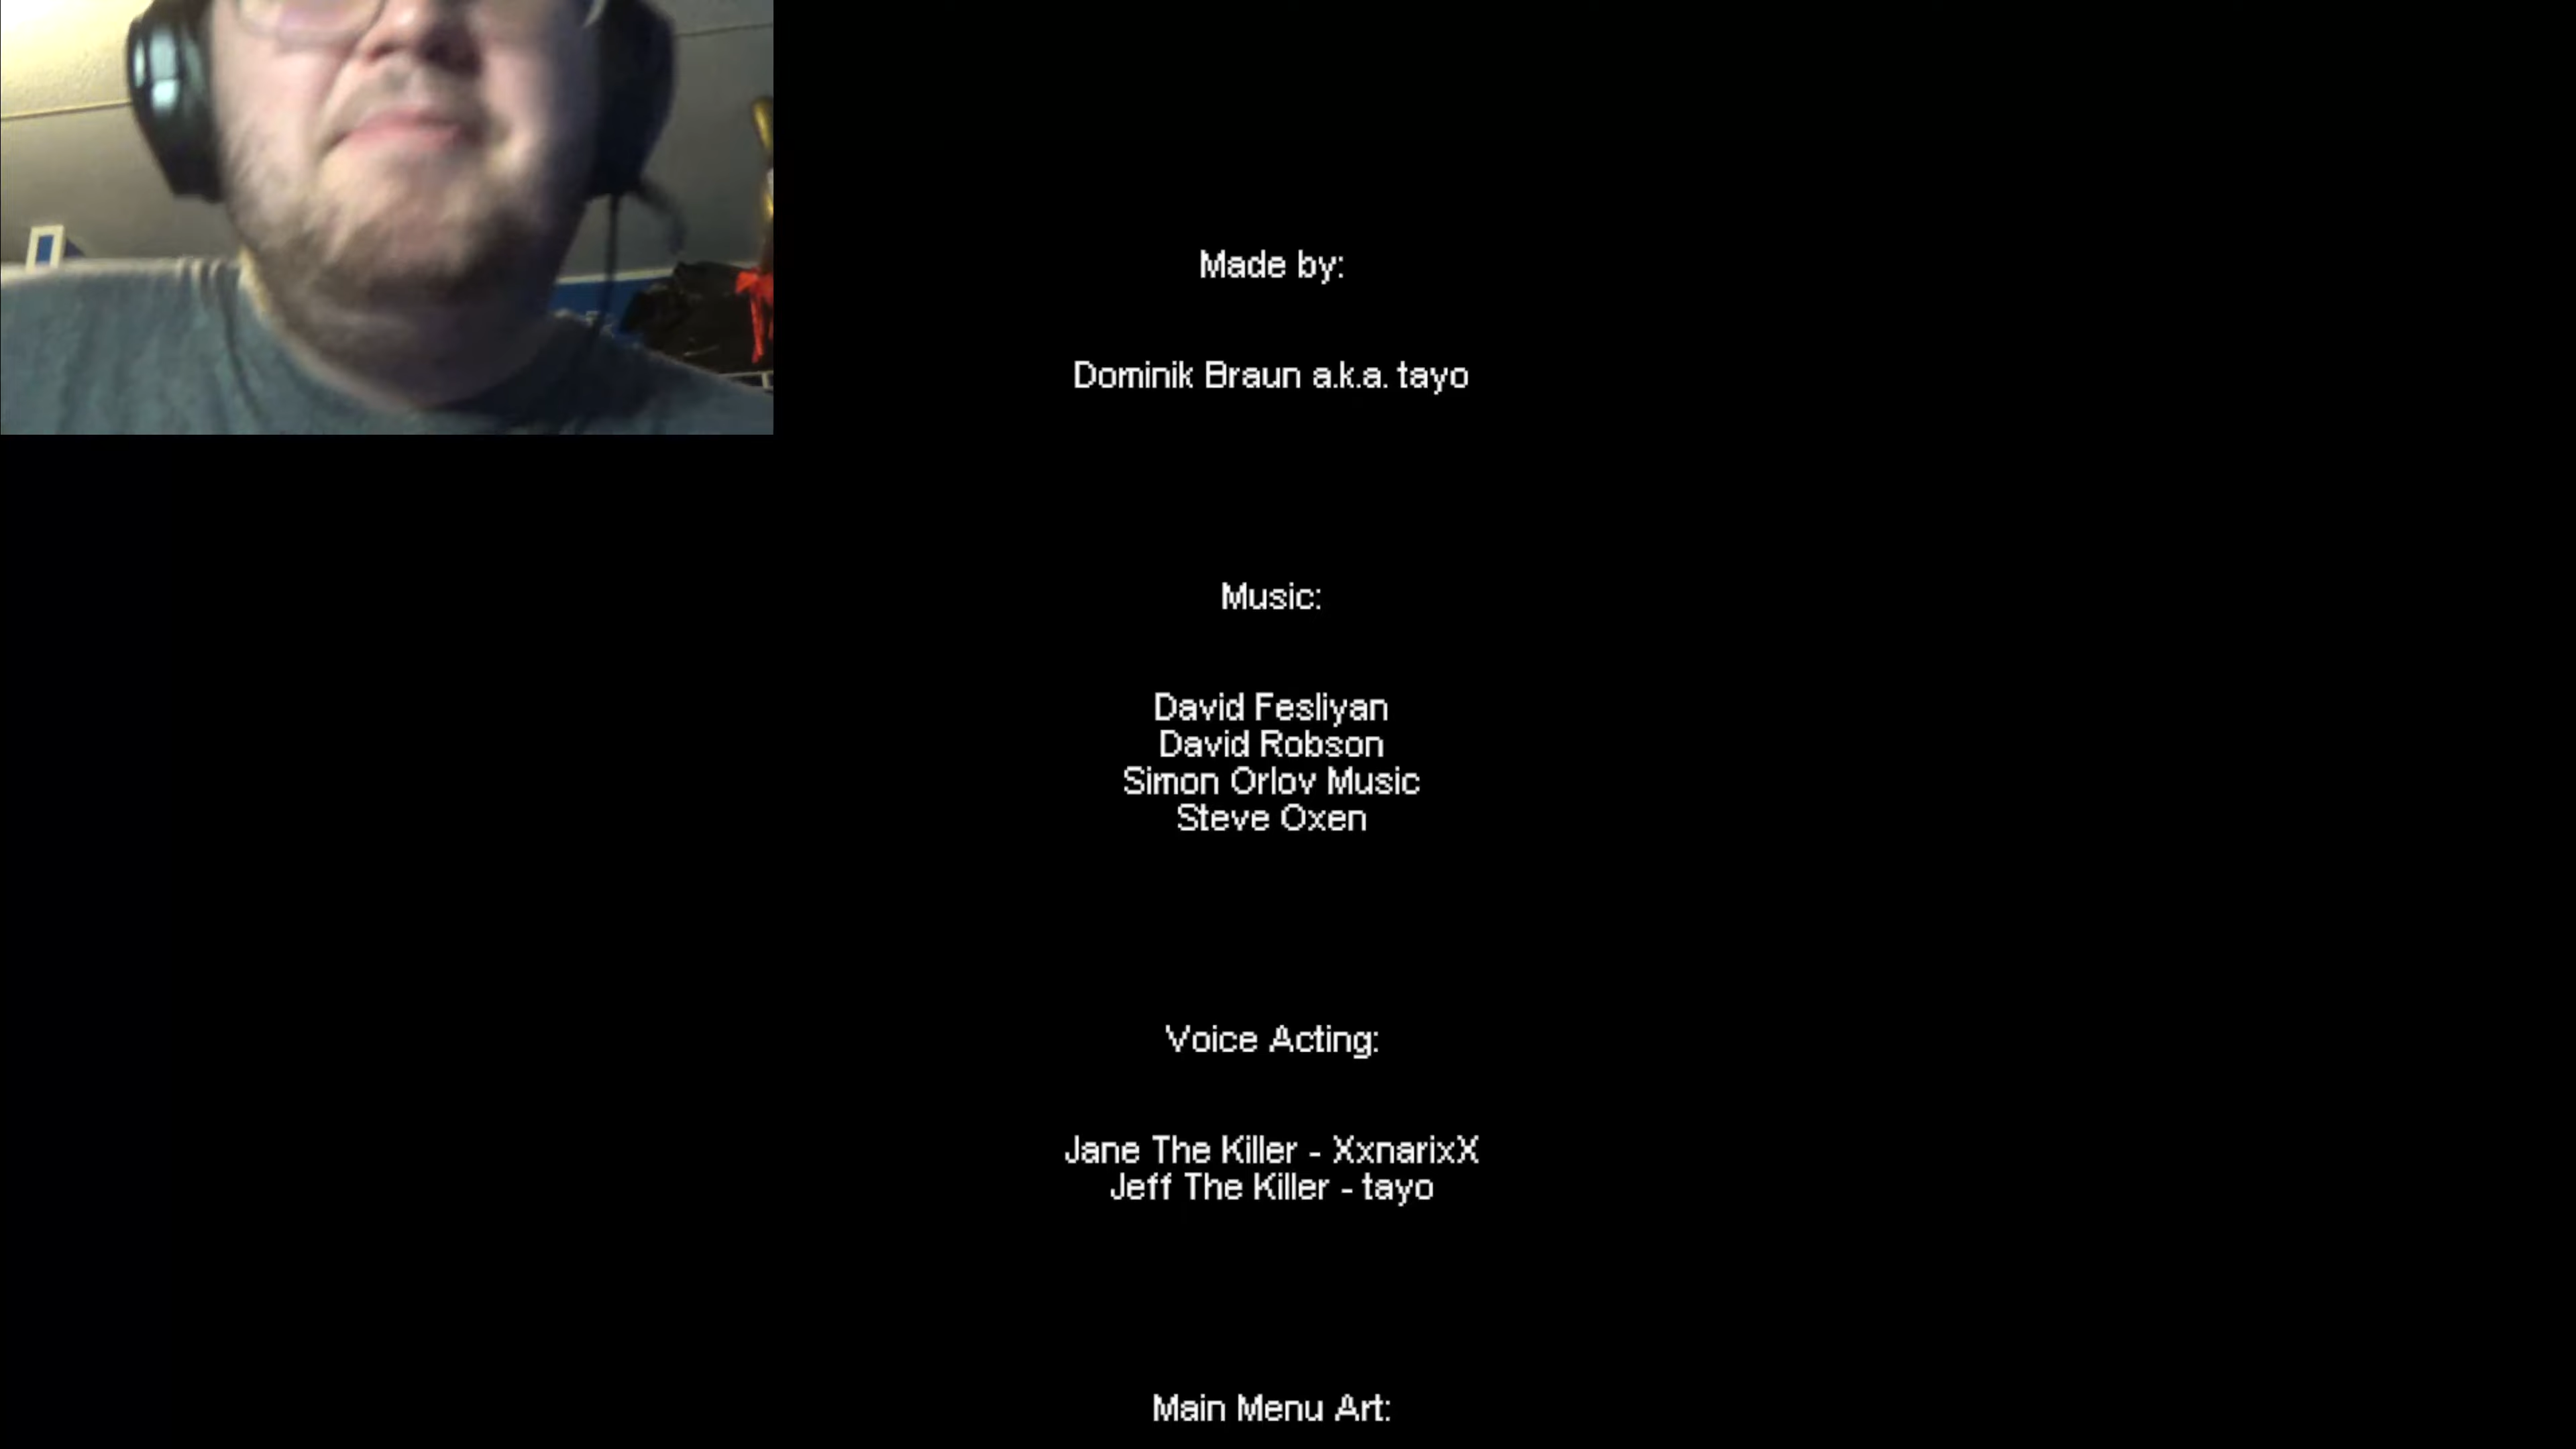 Made by:
Dominik Braun a.k.a. tayo
Music:
David Fesliyan
David Robson
Simon Orlov Music
Steve Oxen
Voice Acting:
Jane The Killer - XxnarixX
Jeff The Killer - tayo
Main Menu Art: